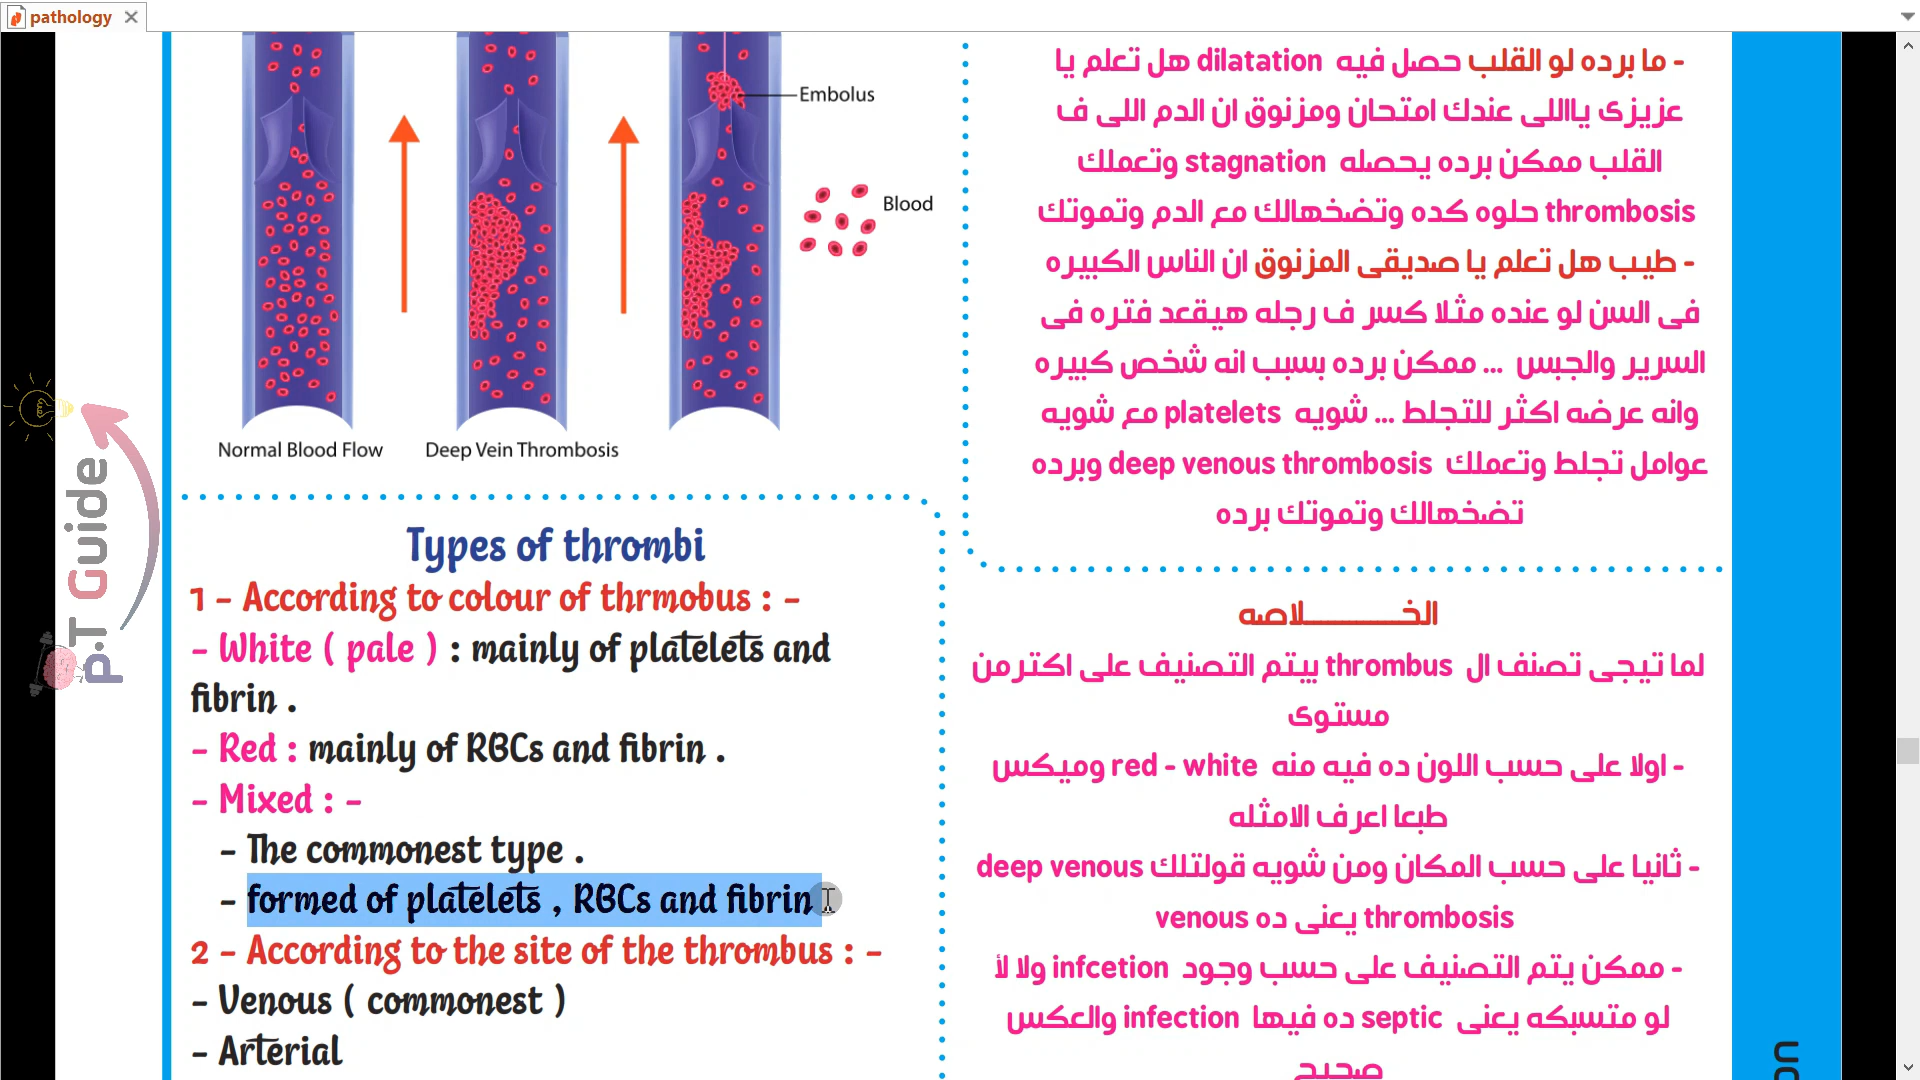 pathology
Embolus
Blood
Normal Blood Flow
Deep Vein Thrombosis
P.T Guide
Types of thrombi
1 - According to colour of thrmobus : -
- White ( pale ) : mainly of platelets and
fibrin .
- Red : mainly of RBCs and fibrin .
- Mixed : -
- The commonest type .
- formed of platelets , RBCs and fibrin
2 - According to the site of the thrombus : -
- Venous ( commonest )
- Arterial
- ما برده لو القلب حصل فيه dilatation هل تعلم يا
عزيزى يااللى عندك امتحان ومزنوق ان الدم اللى ف
القلب ممكن برده يحصله stagnation وتعملك
thrombosis حلوه كده وتضخهالك مع الدم وتموتك
- طيب هل تعلم يا صديقى المزنوق ان الناس الكبيره
فى السن لو عنده مثلا كسر ف رجله هيقعد فتره فى
السرير والجبس ... ممكن برده بسبب انه شخص كبيره
وانه عرضه اكثر للتجلط ... شويه platelets مع شويه
عوامل تجلط وتعملك deep venous thrombosis وبرده
تضخهالك وتموتك برده
الخـــــــــلاصه
لما تيجى تصنف ال thrombus بيتم التصنيف على اكترمن
مستوى
- اولا على حسب اللون ده فيه منه red - white وميكس
طبعا اعرف الامثله
- ثانيا على حسب المكان ومن شويه قولتلك deep venous
thrombosis يعنى ده venous
- ممكن يتم التصنيف على حسب وجود infcetion ولا لأ
لو متسبكه يعنى septic ده فيها infection والعكس
صحيح
on